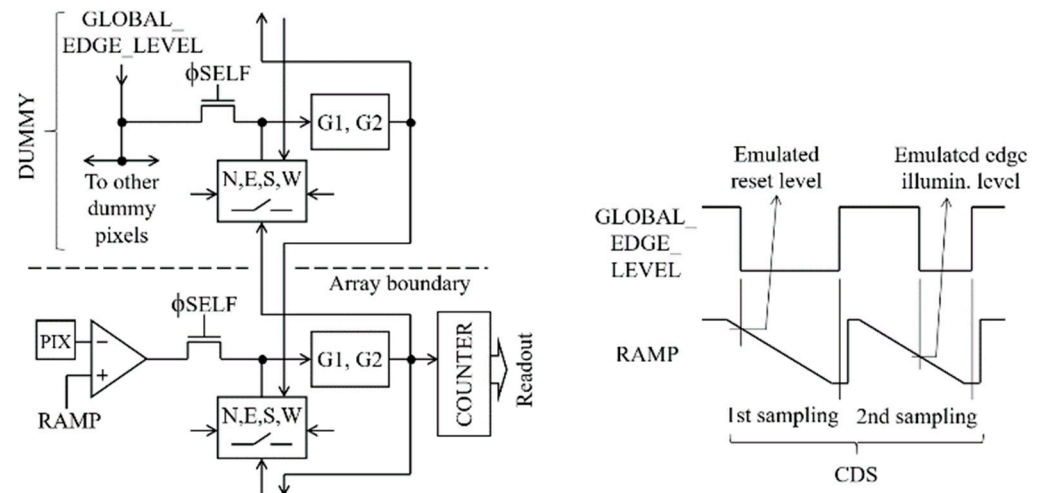 GLOBAL_
EDGE_LEVEL
ϕSELF
DUMMY
G1, G2
N,E,S,W
To other
dummy
pixels
Array boundary
ϕSELF
PIX
−
+
RAMP
G1, G2
N,E,S,W
COUNTER
Readout
Emulated
reset level
Emulated edge
illumin. level
GLOBAL_
EDGE_
LEVEL
RAMP
1st sampling
2nd sampling
CDS